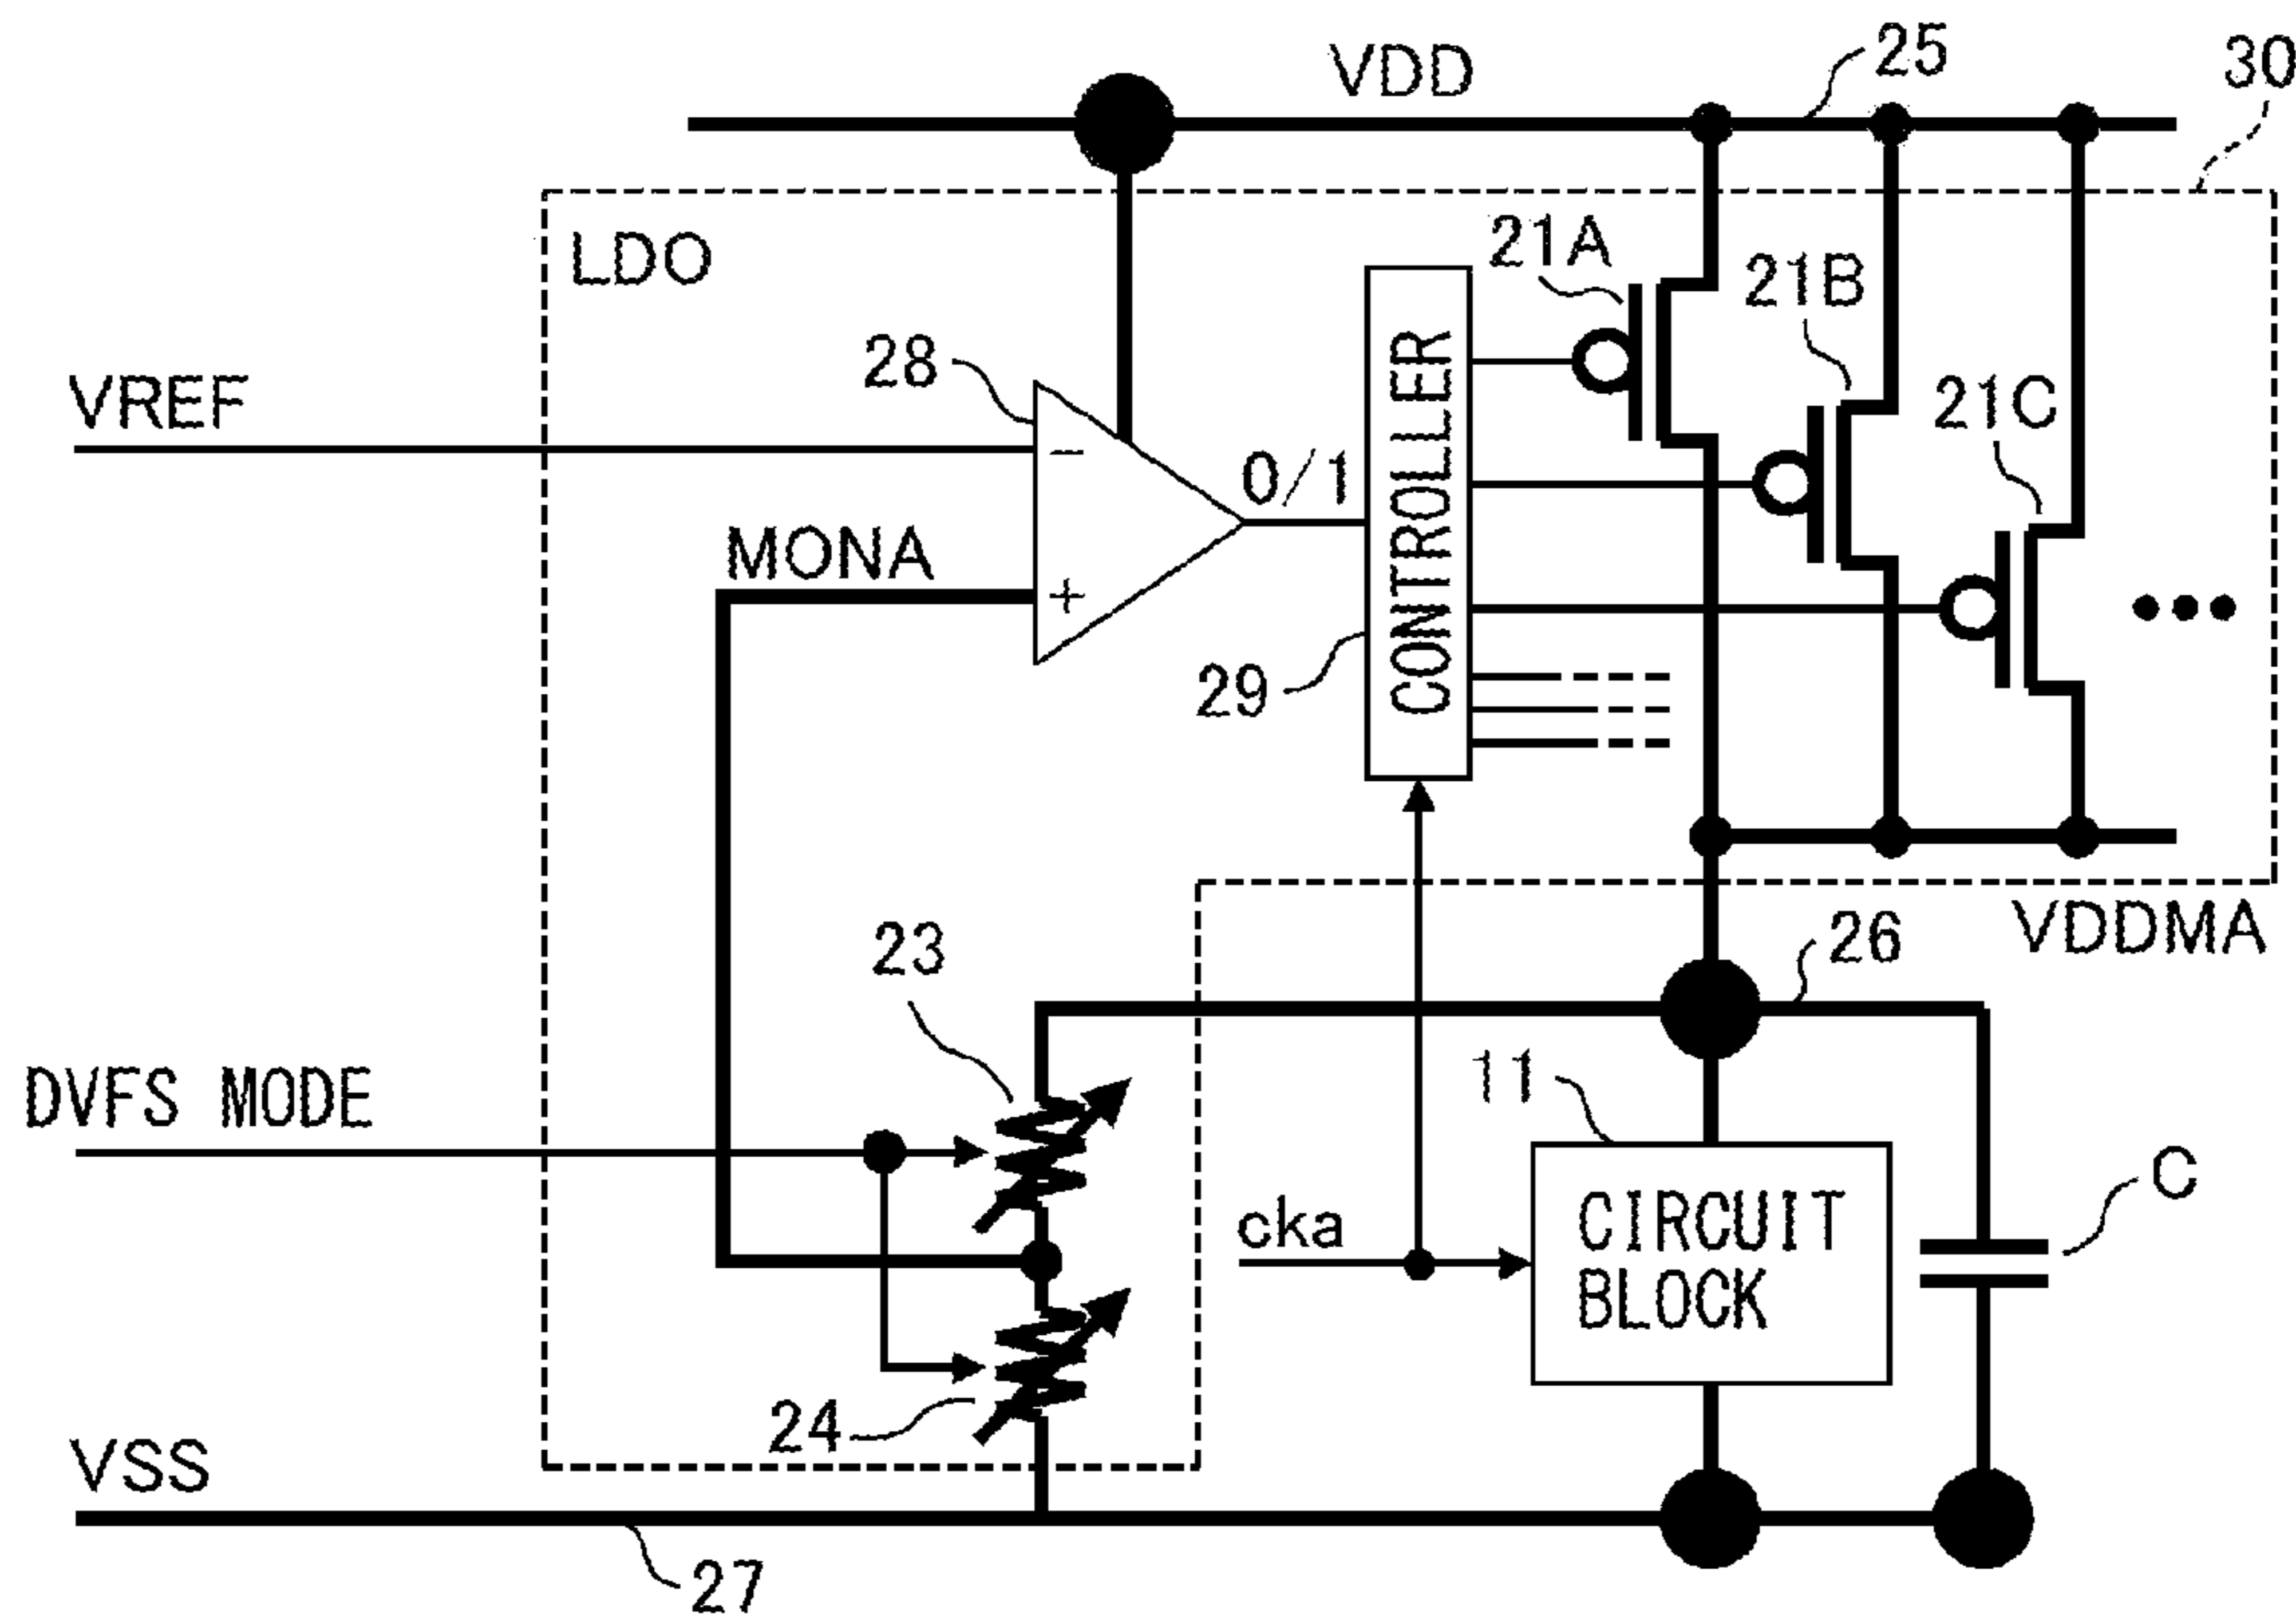 VDD
25
30
LDO
21A
21B
21C
28
VREF
-
0/1
CONTROLLER
MONA
+
29
VDDMA
26
23
11
DVFS MODE
C
cka
CIRCUIT
BLOCK
24
VSS
27